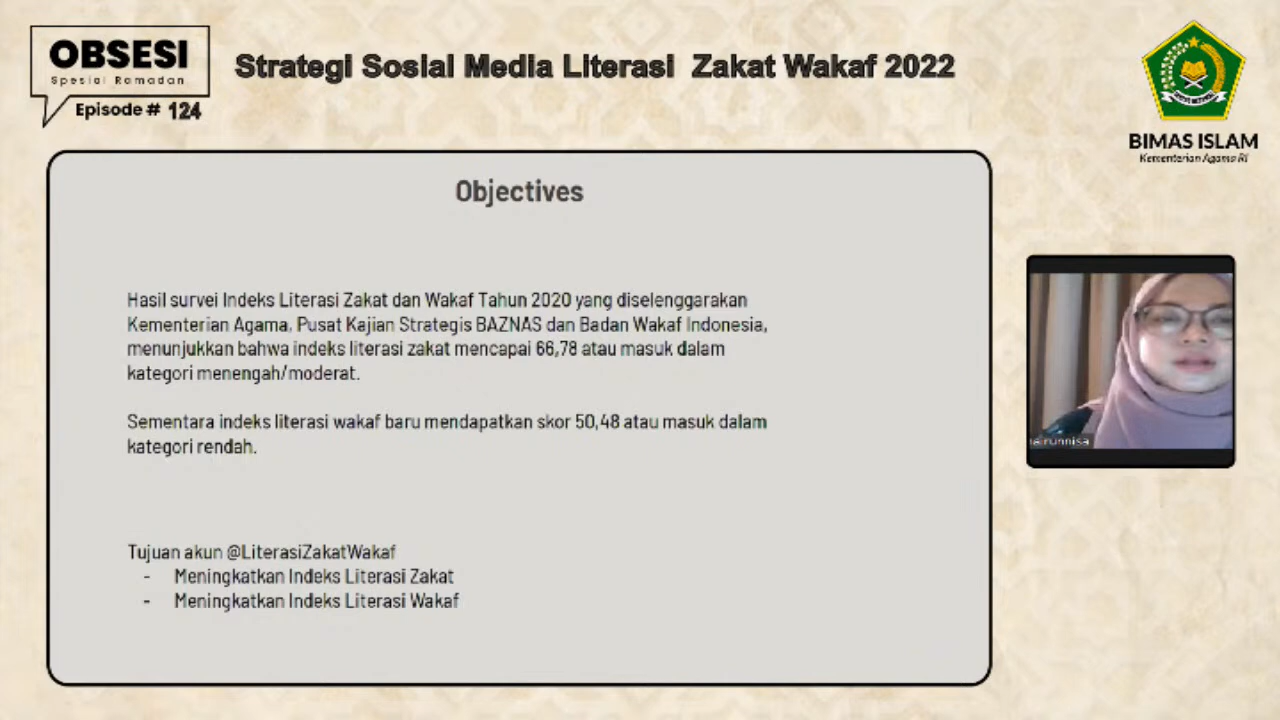 OBSESI
Spesial Ramadan
Episode # 124
Strategi Sosial Media Literasi Zakat Wakaf 2022
BIMAS ISLAM
Kementerian Agama RI
Objectives
Hasil survei Indeks Literasi Zakat dan Wakaf Tahun 2020 yang diselenggarakan
Kementerian Agama, Pusat Kajian Strategis BAZNAS dan Badan Wakaf Indonesia,
menunjukkan bahwa indeks literasi zakat mencapai 66,78 atau masuk dalam
kategori menengah/moderat.
Sementara indeks literasi wakaf baru mendapatkan skor 50,48 atau masuk dalam
kategori rendah.
Tujuan akun @LiterasiZakatWakaf
- Meningkatkan Indeks Literasi Zakat
- Meningkatkan Indeks Literasi Wakaf